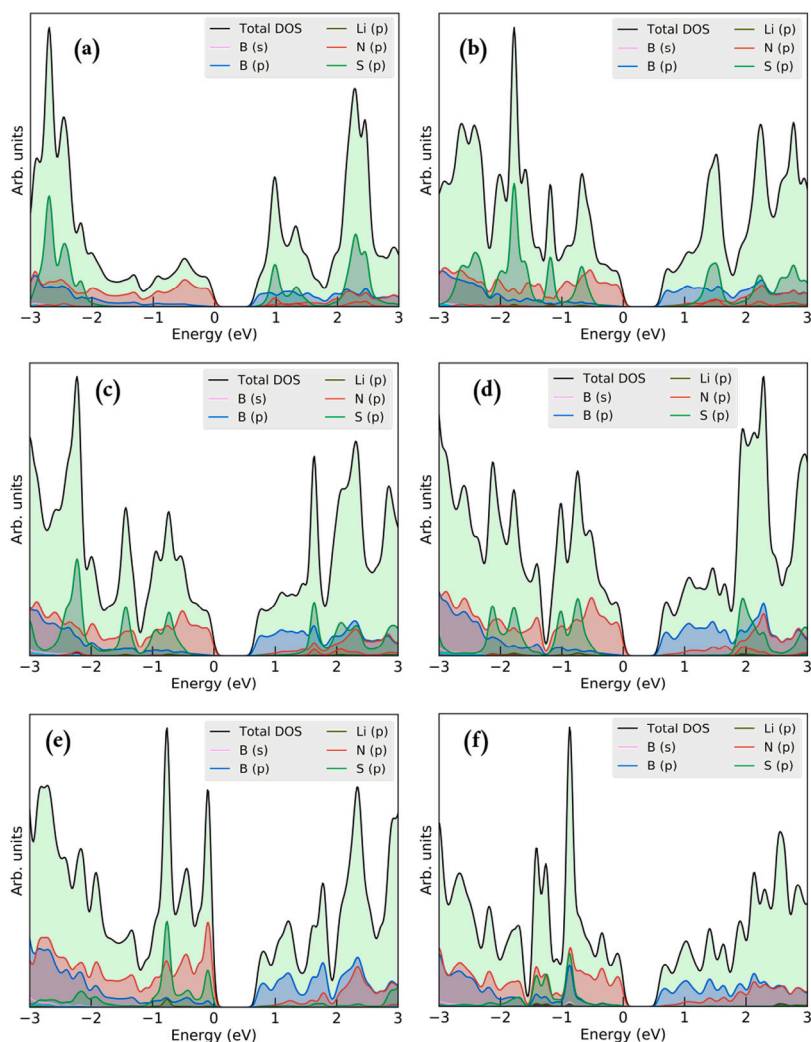 (a)
Total DOS
B (s)
B (p)
Li (p)
N (p)
S (p)
Arb. units
−3 −2 −1 0 1 2 3
Energy (eV)
(b)
Total DOS
B (s)
B (p)
Li (p)
N (p)
S (p)
Arb. units
−3 −2 −1 0 1 2 3
Energy (eV)
(c)
Total DOS
B (s)
B (p)
Li (p)
N (p)
S (p)
Arb. units
−3 −2 −1 0 1 2 3
Energy (eV)
(d)
Total DOS
B (s)
B (p)
Li (p)
N (p)
S (p)
Arb. units
−3 −2 −1 0 1 2 3
Energy (eV)
(e)
Total DOS
B (s)
B (p)
Li (p)
N (p)
S (p)
Arb. units
−3 −2 −1 0 1 2 3
Energy (eV)
(f)
Total DOS
B (s)
B (p)
Li (p)
N (p)
S (p)
Arb. units
−3 −2 −1 0 1 2 3
Energy (eV)